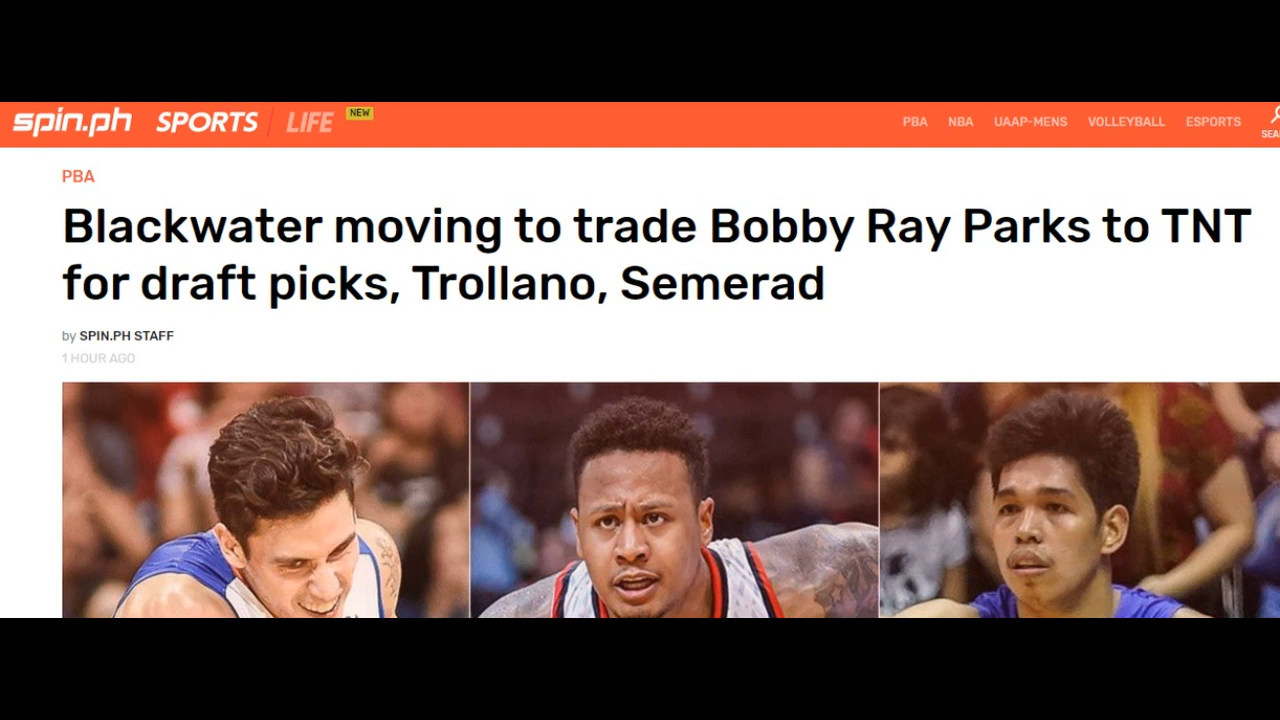 spin.ph SPORTS LIFE NEW PBA NBA UAAP-MENS VOLLEYBALL ESPORTS
PBA
Blackwater moving to trade Bobby Ray Parks to TNT
for draft picks, Trollano, Semerad
by SPIN.PH STAFF
1 HOUR AGO